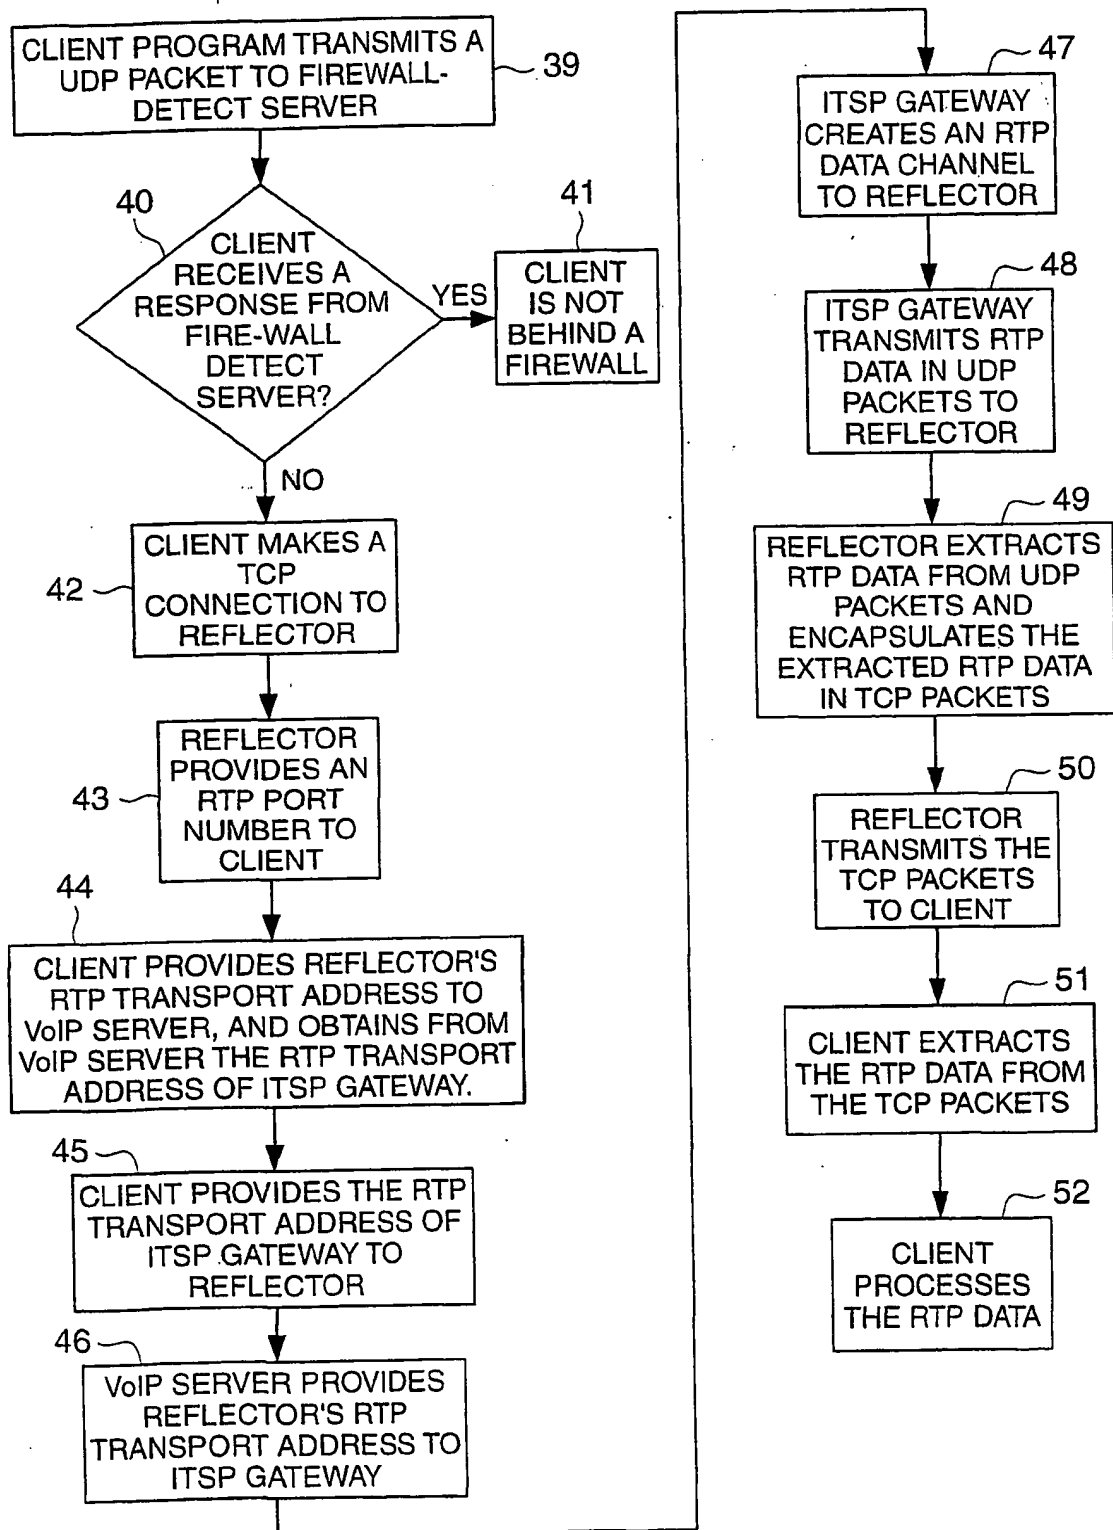 CLIENT PROGRAM TRANSMITS A
UDP PACKET TO FIREWALL-
DETECT SERVER
39
40
CLIENT
RECEIVES A
RESPONSE FROM
FIRE-WALL
DETECT
SERVER?
YES
41
CLIENT
IS NOT
BEHIND A
FIREWALL
NO
42
CLIENT MAKES A
TCP
CONNECTION TO
REFLECTOR
43
REFLECTOR
PROVIDES AN
RTP PORT
NUMBER TO
CLIENT
44
CLIENT PROVIDES REFLECTOR'S
RTP TRANSPORT ADDRESS TO
VoIP SERVER, AND OBTAINS FROM
VoIP SERVER THE RTP TRANSPORT
ADDRESS OF ITSP GATEWAY.
45
CLIENT PROVIDES THE RTP
TRANSPORT ADDRESS OF
ITSP GATEWAY TO
REFLECTOR
46
VoIP SERVER PROVIDES
REFLECTOR'S RTP
TRANSPORT ADDRESS TO
ITSP GATEWAY
47
ITSP GATEWAY
CREATES AN RTP
DATA CHANNEL
TO REFLECTOR
48
ITSP GATEWAY
TRANSMITS RTP
DATA IN UDP
PACKETS TO
REFLECTOR
49
REFLECTOR EXTRACTS
RTP DATA FROM UDP
PACKETS AND
ENCAPSULATES THE
EXTRACTED RTP DATA
IN TCP PACKETS
50
REFLECTOR
TRANSMITS THE
TCP PACKETS
TO CLIENT
51
CLIENT EXTRACTS
THE RTP DATA FROM
THE TCP PACKETS
52
CLIENT
PROCESSES
THE RTP DATA